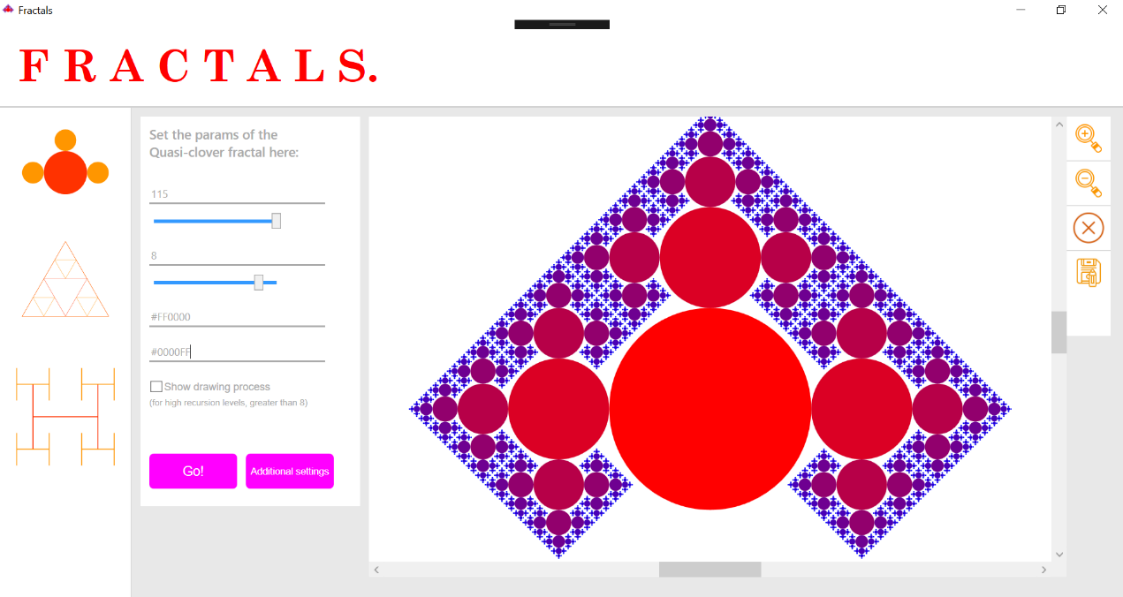 Fractals
F R A C T A L S.
Set the params of the
Quasi-clover fractal here:
115
8
#FF0000
#0000FF
Show drawing process
(for high recursion levels, greater than 8)
Go!
Additional settings